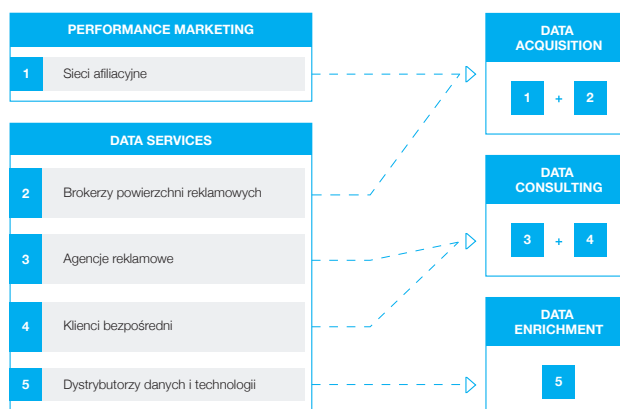 PERFORMANCE MARKETING
1 Sieci afiliacyjne
DATA SERVICES
2 Brokerzy powierzchni reklamowych
3 Agencje reklamowe
4 Klienci bezpośredni
5 Dystrybutorzy danych i technologii
DATA
ACQUISITION
1 + 2
DATA
CONSULTING
3 + 4
DATA
ENRICHMENT
5